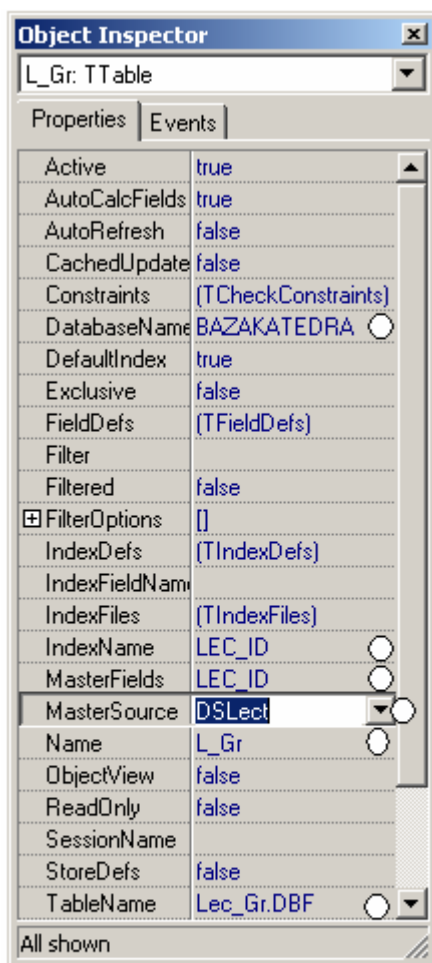 Object Inspector
L_Gr: TTable
Properties Events
Active true
AutoCalcFields true
AutoRefresh false
CachedUpdate false
Constraints (TCheckConstraints)
DatabaseName BAZAKATEDRA
DefaultIndex true
Exclusive false
FieldDefs (TFieldDefs)
Filter
Filtered false
FilterOptions []
IndexDefs (TIndexDefs)
IndexFieldNam
IndexFiles (TIndexFiles)
IndexName LEC_ID
MasterFields LEC_ID
MasterSource DSLect
Name L_Gr
ObjectView false
ReadOnly false
SessionName
StoreDefs false
TableName Lec_Gr.DBF
All shown